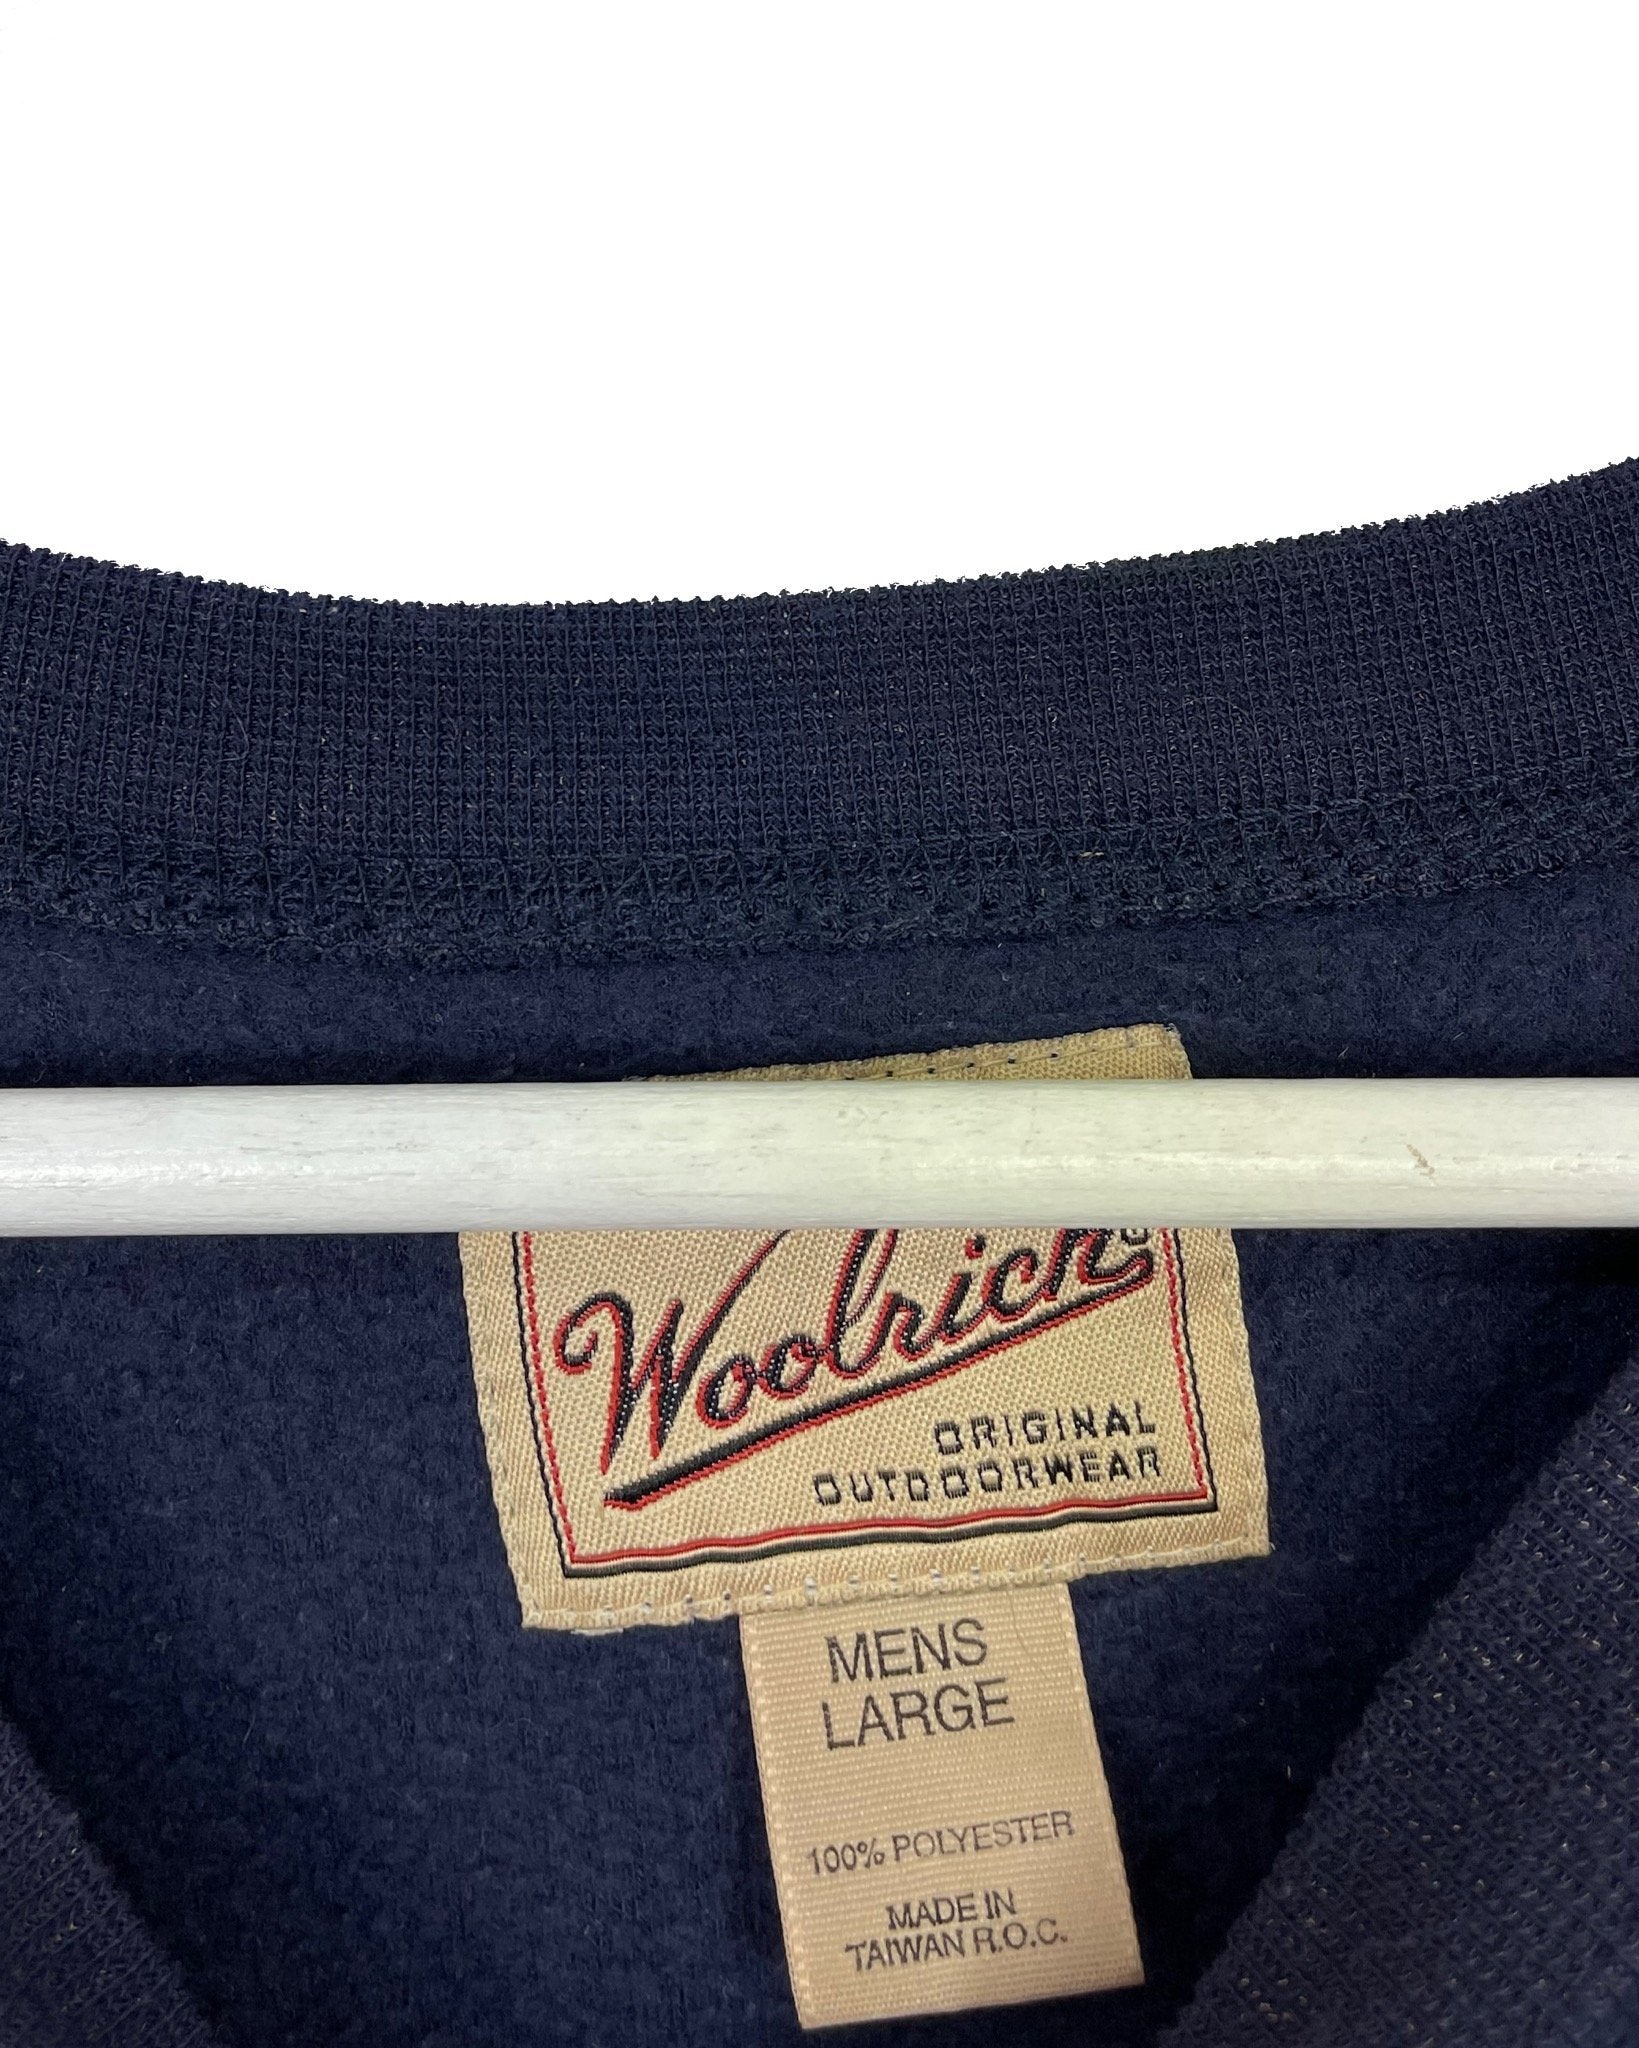 Woolrich
ORIGINAL
OUTDOORWEAR
MENS
LARGE
100% POLYESTER
MADE IN
TAIWAN R.O.C.